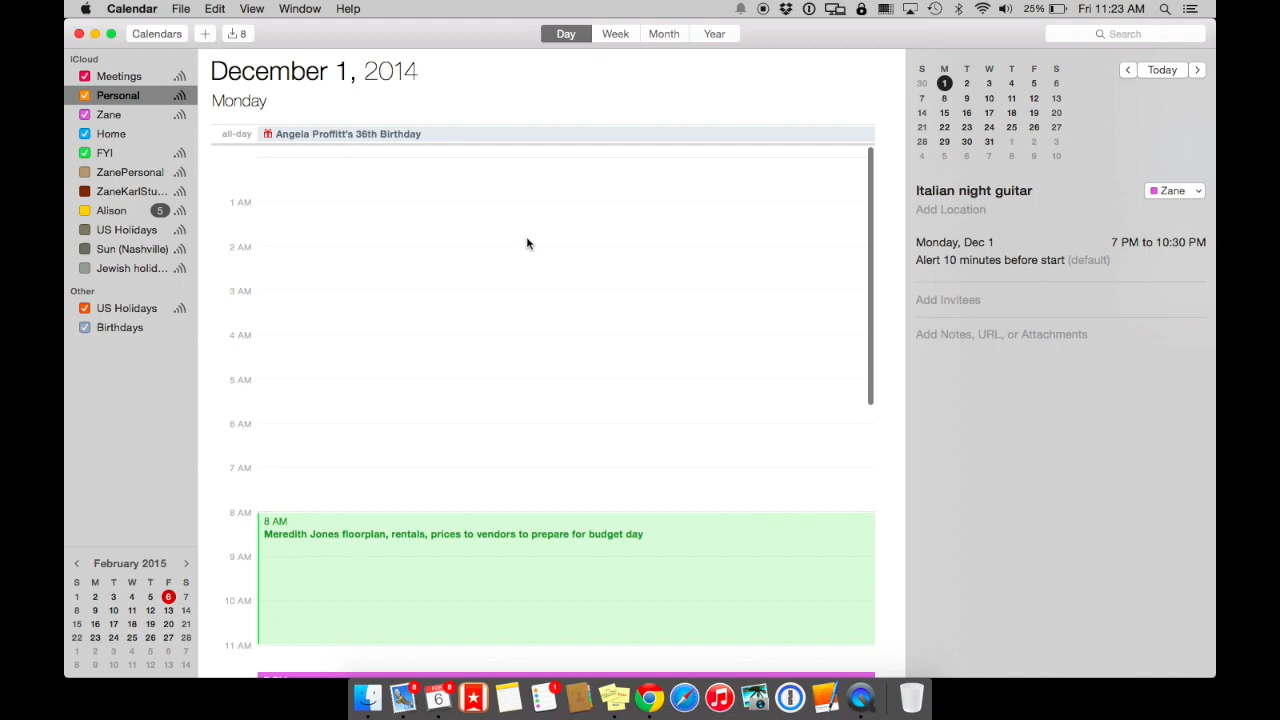 Calendar File Edit View Window Help 25% Fri 11:23 AM
Calendars + 8 Day Week Month Year Search
iCloud
Meetings
Personal
Zane
Home
FYI
ZanePersonal
ZaneKarlStu...
Alison 5
US Holidays
Sun (Nashville)
Jewish holid...
Other
US Holidays
Birthdays
February 2015
S M T W T F S
1 2 3 4 5 6 7
8 9 10 11 12 13 14
15 16 17 18 19 20 21
22 23 24 25 26 27 28
1 2 3 4 5 6 7
8 9 10 11 12 13 14
December 1, 2014
Monday
all-day Angela Proffitt's 36th Birthday
1 AM
2 AM
3 AM
4 AM
5 AM
6 AM
7 AM
8 AM
8 AM
Meredith Jones floorplan, rentals, prices to vendors to prepare for budget day
9 AM
10 AM
11 AM
S M T W T F S
30 1 2 3 4 5 6
7 8 9 10 11 12 13
14 15 16 17 18 19 20
21 22 23 24 25 26 27
28 29 30 31 1 2 3
4 5 6 7 8 9 10
Today
Italian night guitar
Zane
Add Location
Monday, Dec 1 7 PM to 10:30 PM
Alert 10 minutes before start (default)
Add Invitees
Add Notes, URL, or Attachments
8 6 8 1